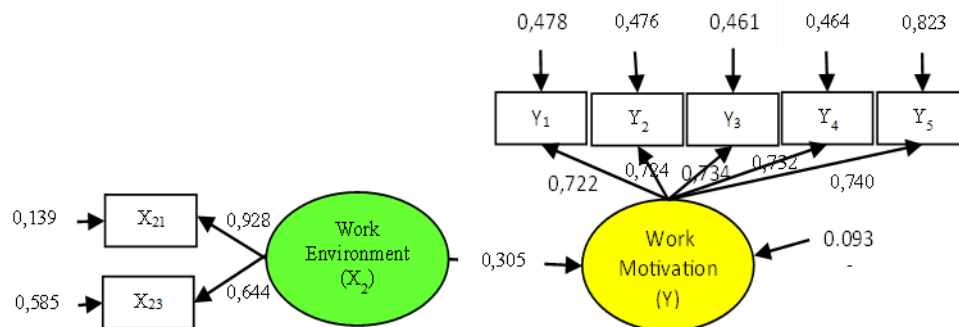 0,478 0,476 0,461 0,464 0,823
Y1 Y2 Y3 Y4 Y5
0,722 0,724 0,734 0,732 0,740
0,139 X21 0,928
Work
Environment
(X2)
0,585 X23 0,644
0,305
Work
Motivation
(Y)
0.093
-